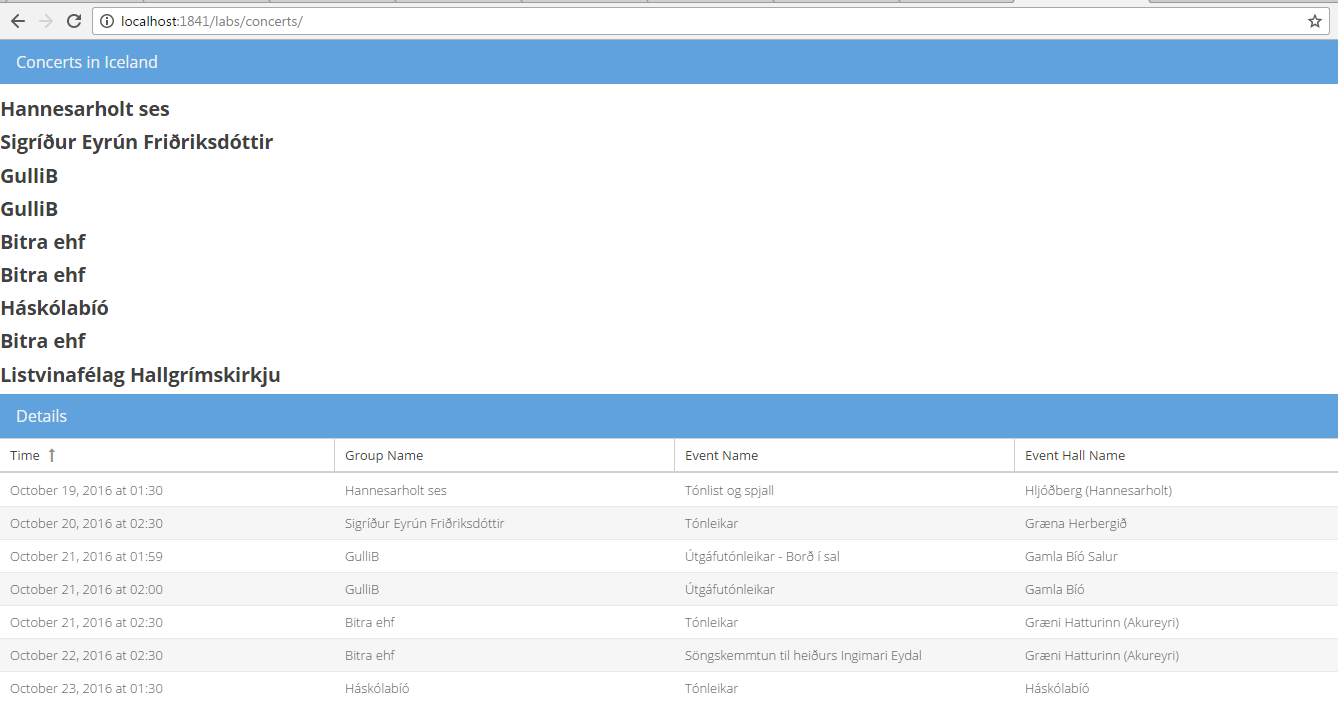 localhost:1841/labs/concerts/
Concerts in Iceland
Hannesarholt ses
Sigríður Eyrún Friðriksdóttir
GulliB
GulliB
Bitra ehf
Bitra ehf
Háskólabíó
Bitra ehf
Listvinafélag Hallgrímskirkju
Details
Time ↑ Group Name Event Name Event Hall Name
October 19, 2016 at 01:30 Hannesarholt ses Tónlist og spjall Hljóðberg (Hannesarholt)
October 20, 2016 at 02:30 Sigríður Eyrún Friðriksdóttir Tónleikar Græna Herbergið
October 21, 2016 at 01:59 GulliB Útgáfutónleikar - Borð í sal Gamla Bíó Salur
October 21, 2016 at 02:00 GulliB Útgáfutónleikar Gamla Bíó
October 21, 2016 at 02:30 Bitra ehf Tónleikar Græni Hatturinn (Akureyri)
October 22, 2016 at 02:30 Bitra ehf Söngskemmtun til heiðurs Ingimari Eydal Græni Hatturinn (Akureyri)
October 23, 2016 at 01:30 Háskólabíó Tónleikar Háskólabíó